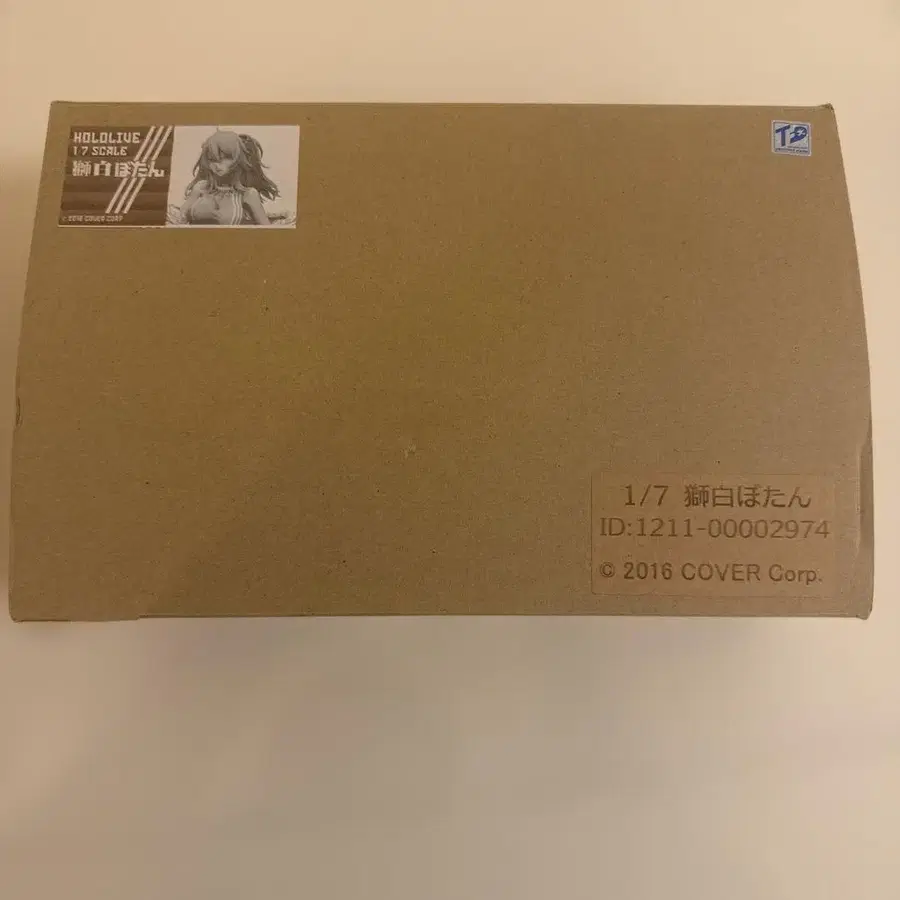 HOLOLIVE
1 7 SCALE
獅白ぼたん
c 2016 COVER CORP
1/7 獅白ぼたん
ID:1211-00002974
© 2016 COVER Corp.